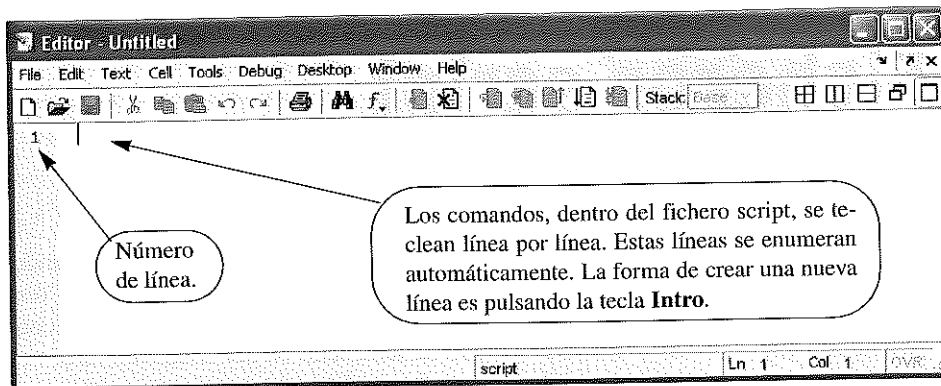 Editor - Untitled
File Edit Text Cell Tools Debug Desktop Window Help
Stack: Base
1
Número
de línea.
Los comandos, dentro del fichero script, se te-
clean línea por línea. Estas líneas se enumeran
automáticamente. La forma de crear una nueva
línea es pulsando la tecla Intro.
script Ln 1 Col 1 OVR